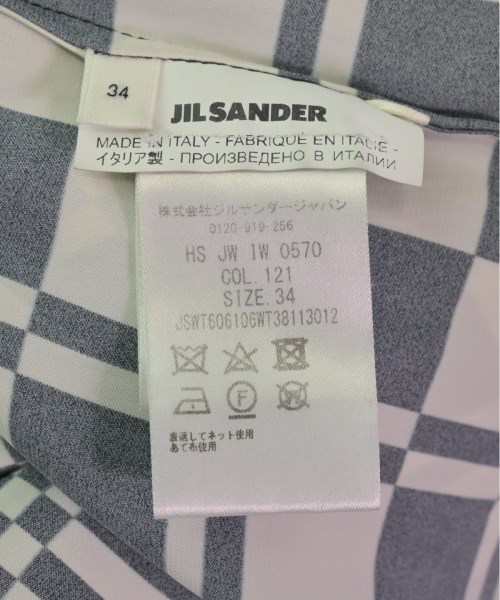 34
JIL SANDER
MADE IN ITALY - FABRIQUÉ EN ITALIE -
イタリア製 - ПРОИЗВЕДЕНО В ИТАЛИИ
株式会社ジルサンダージャパン
0120-919-256
HS JW IW 0570
COL.121
SIZE.34
JSWT606106WT38113012
F
W
裏返してネット使用
あて布使用